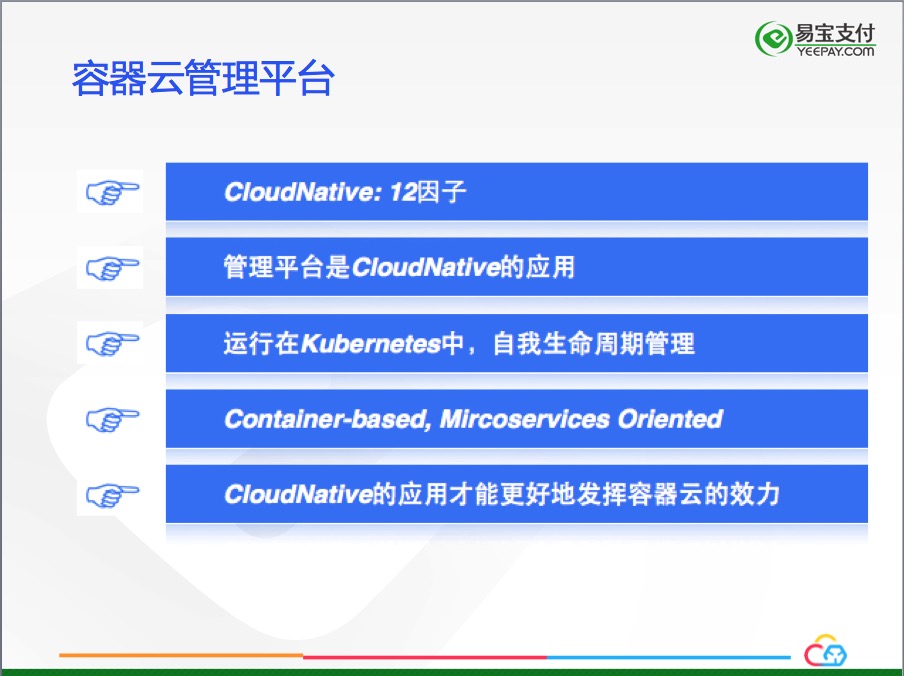 易宝支付
YEEPAY.COM
容器云管理平台
CloudNative: 12因子
管理平台是CloudNative的应用
运行在Kubernetes中，自我生命周期管理
Container-based, Mircoservices Oriented
CloudNative的应用才能更好地发挥容器云的效力